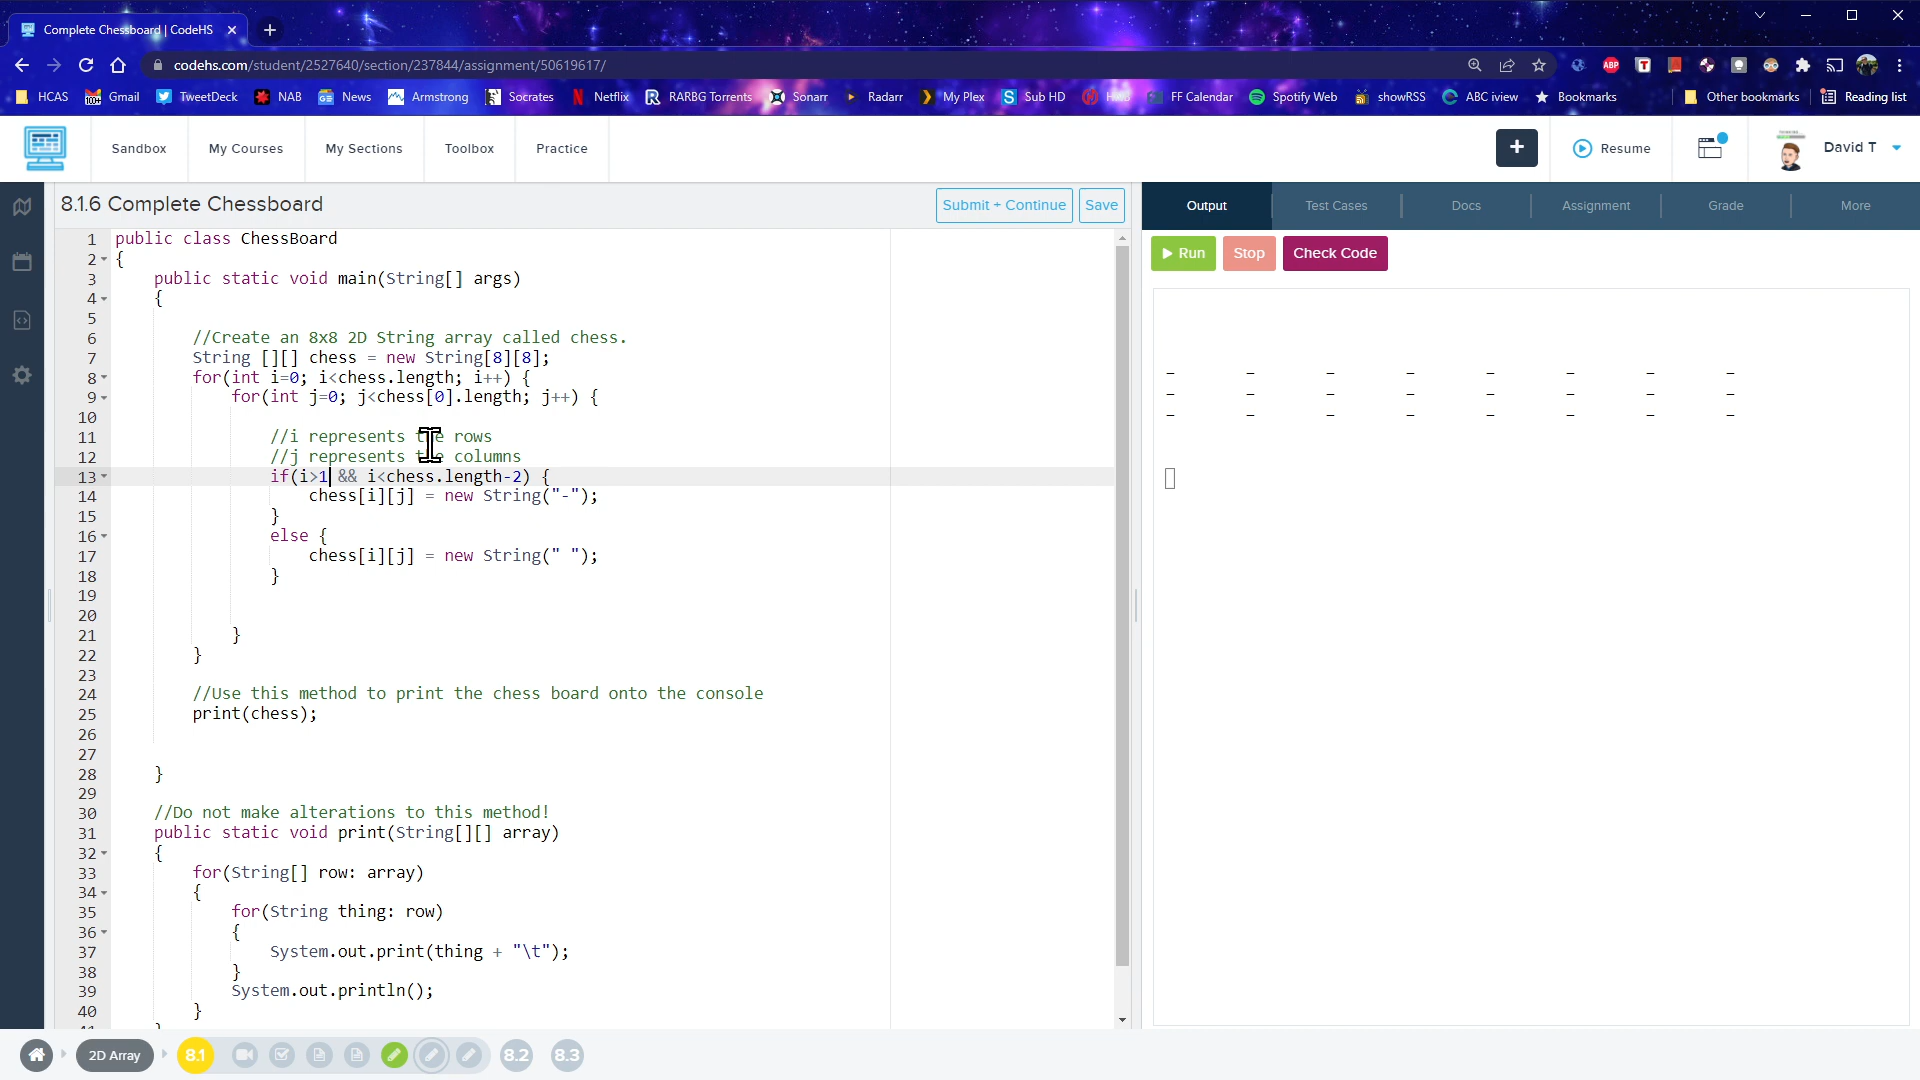 Complete Chessboard | CodeHS
codehs.com/student/2527640/section/237844/assignment/50619617/
HCAS Gmail TweetDeck NAB News Armstrong Socrates Netflix RARBG Torrents Sonarr Radarr My Plex Sub HD FF Calendar Spotify Web showRSS ABC iview Bookmarks Other bookmarks Reading list
Sandbox My Courses My Sections Toolbox Practice + Resume David T
8.1.6 Complete Chessboard Submit + Continue Save
Output Test Cases Docs Assignment Grade More
Run Stop Check Code
1 public class ChessBoard
2 {
3 public static void main(String[] args)
4 {
5
6 //Create an 8x8 2D String array called chess.
7 String [][] chess = new String[8][8];
8 for(int i=0; i<chess.length; i++) {
9 for(int j=0; j<chess[0].length; j++) {
10
11 //i represents the rows
12 //j represents the columns
13 if(i>1 && i<chess.length-2) {
14 chess[i][j] = new String("-");
15 }
16 else {
17 chess[i][j] = new String(" ");
18 }
19
20
21 }
22 }
23
24 //Use this method to print the chess board onto the console
25 print(chess);
26
27
28 }
29
30 //Do not make alterations to this method!
31 public static void print(String[][] array)
32 {
33 for(String[] row: array)
34 {
35 for(String thing: row)
36 {
37 System.out.print(thing + "\t");
38 }
39 System.out.println();
40 }
- - - - - - - -
- - - - - - - -
- - - - - - - -
2D Array 8.1 8.2 8.3